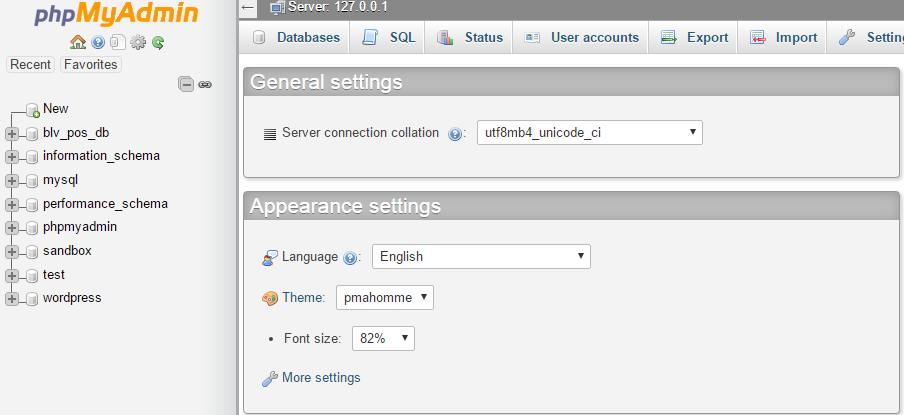 phpMyAdmin
Recent Favorites
New
blv_pos_db
information_schema
mysql
performance_schema
phpmyadmin
sandbox
test
wordpress
Server: 127.0.0.1
Databases SQL Status User accounts Export Import Settin
General settings
Server connection collation : utf8mb4_unicode_ci
Appearance settings
Language : English
Theme: pmahomme
Font size: 82%
More settings